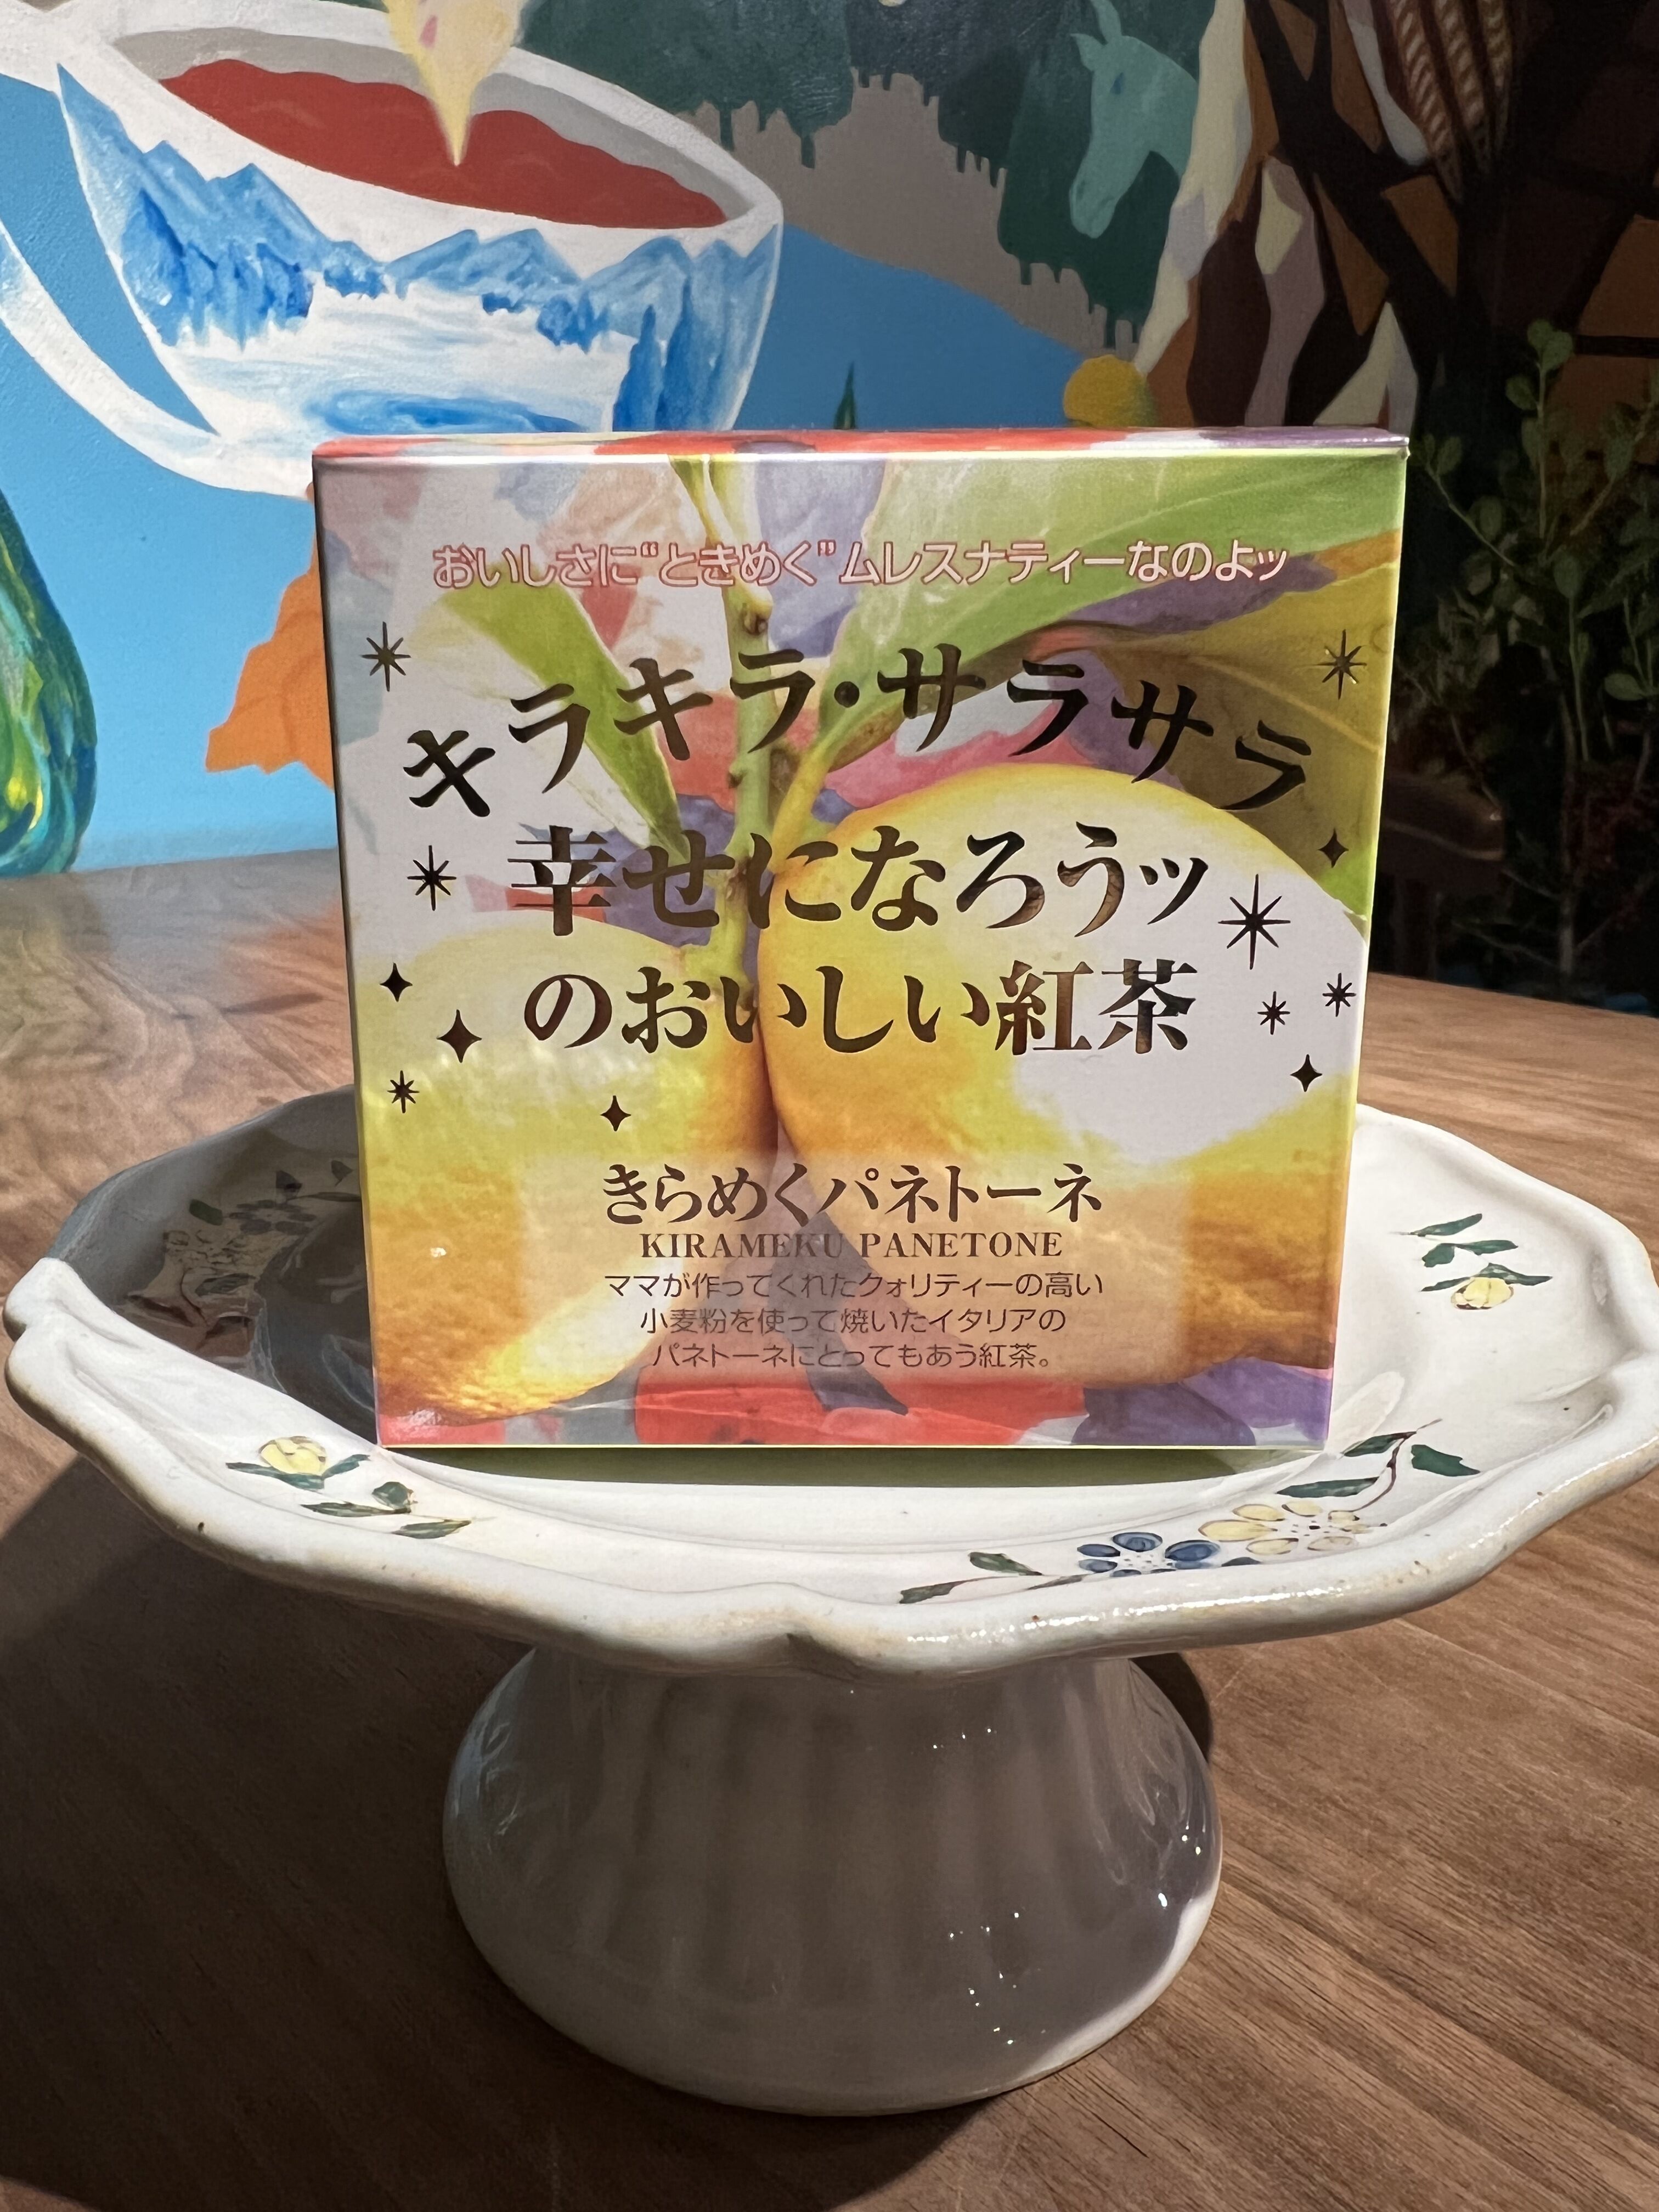 おいしさに“ときめく”ムレスナティーなのよッ
キラキラ・サラサラ
幸せになろうッ
のおいしい紅茶
きらめくパネトーネ
KIRAMEKU PANETONE
ママが作ってくれたクォリティーの高い
小麦粉を使って焼いたイタリアの
パネトーネにとってもあう紅茶。